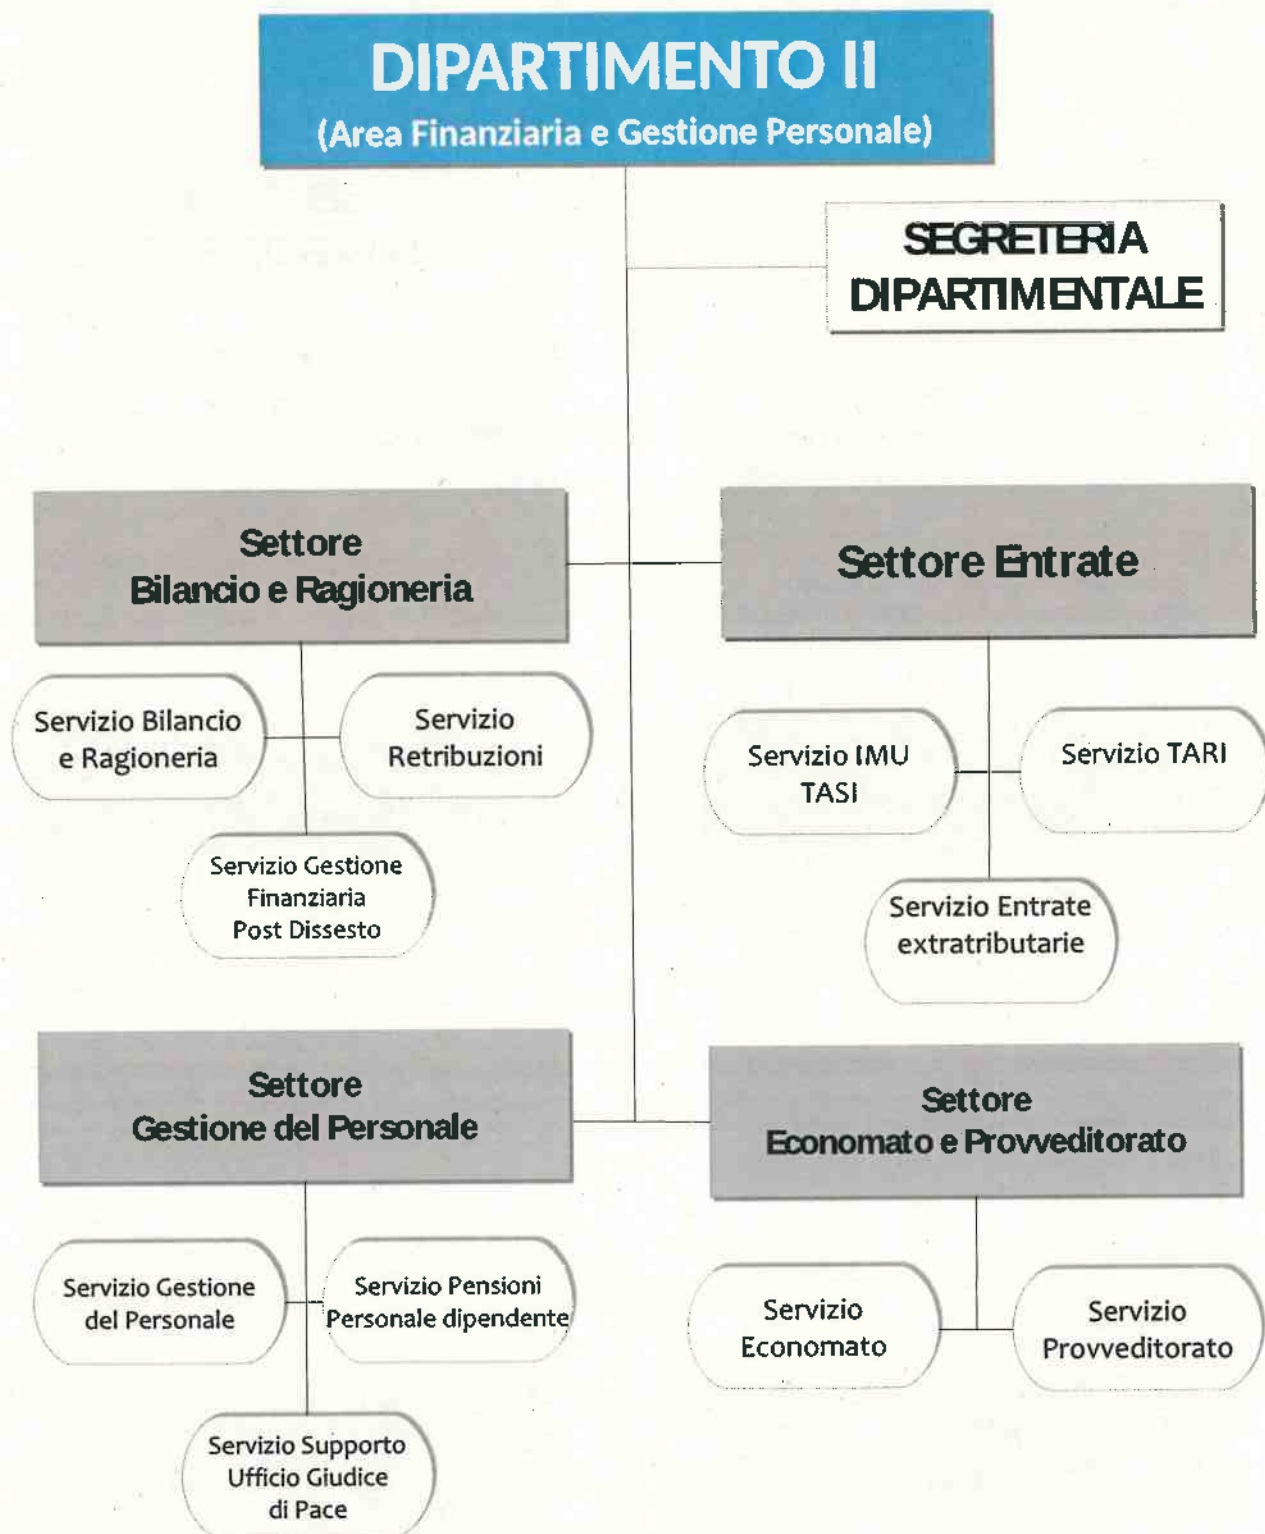 DIPARTIMENTO II
(Area Finanziaria e Gestione Personale)
SEGRETERIA
DIPARTIMENTALE
Settore
Bilancio e Ragioneria
Servizio Bilancio
e Ragioneria
Servizio
Retribuzioni
Servizio Gestione
Finanziaria
Post Dissesto
Settore Entrate
Servizio IMU
TASI
Servizio TARI
Servizio Entrate
extratributarie
Settore
Gestione del Personale
Servizio Gestione
del Personale
Servizio Pensioni
Personale dipendente
Servizio Supporto
Ufficio Giudice
di Pace
Settore
Economato e Provveditorato
Servizio
Economato
Servizio
Provveditorato